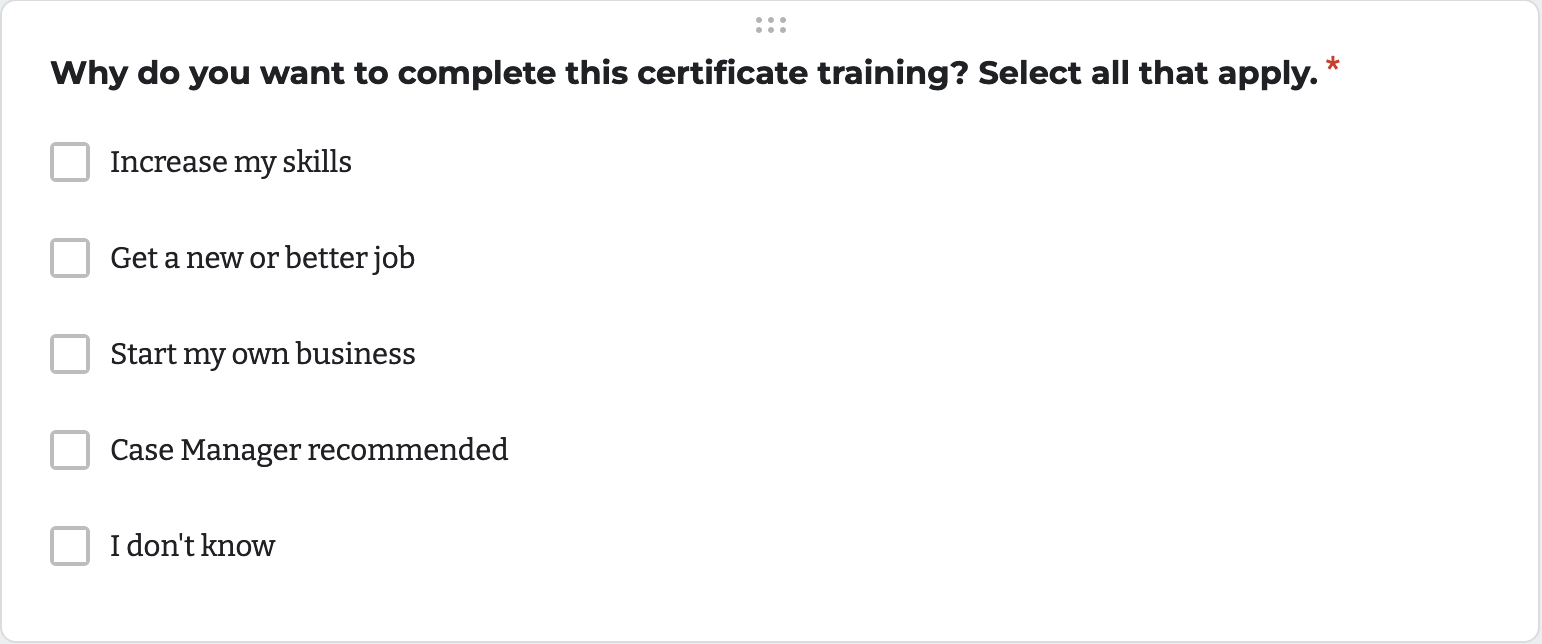 Why do you want to complete this certificate training? Select all that apply. *
Increase my skills
Get a new or better job
Start my own business
Case Manager recommended
I don't know